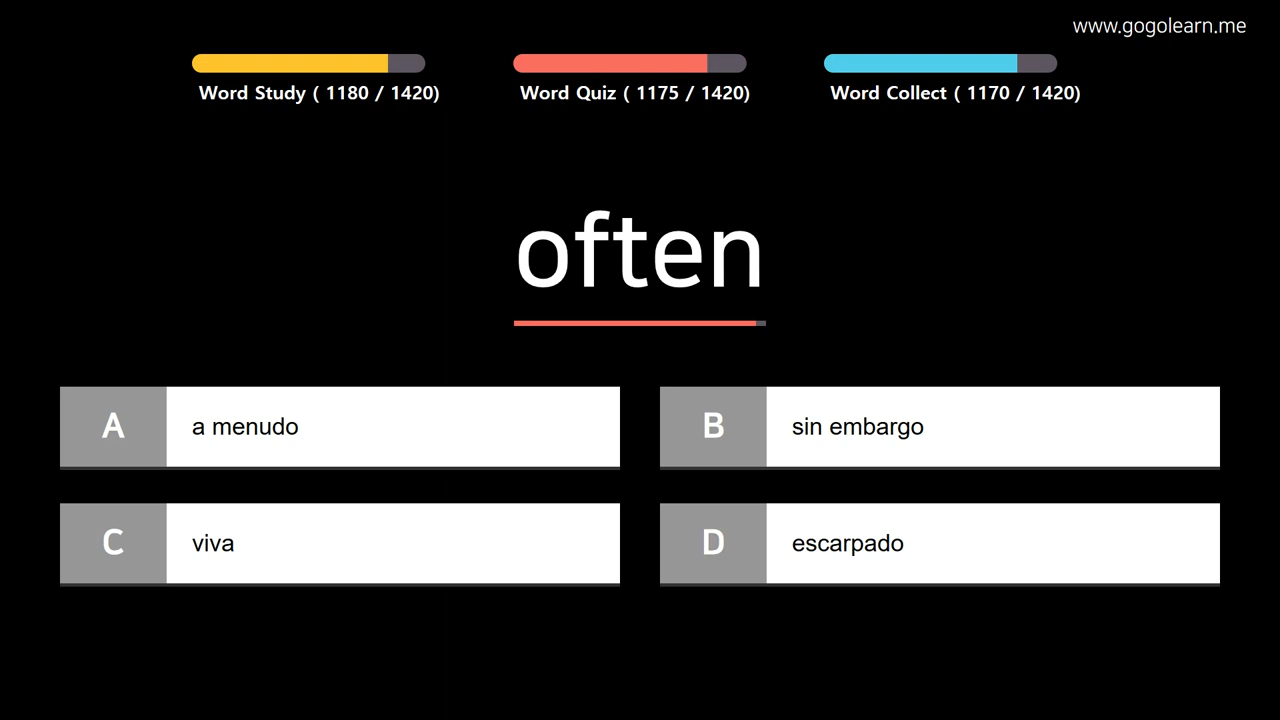 www.gogolearn.me
Word Study ( 1180 / 1420)
Word Quiz ( 1175 / 1420)
Word Collect ( 1170 / 1420)
often
A a menudo
B sin embargo
C viva
D escarpado